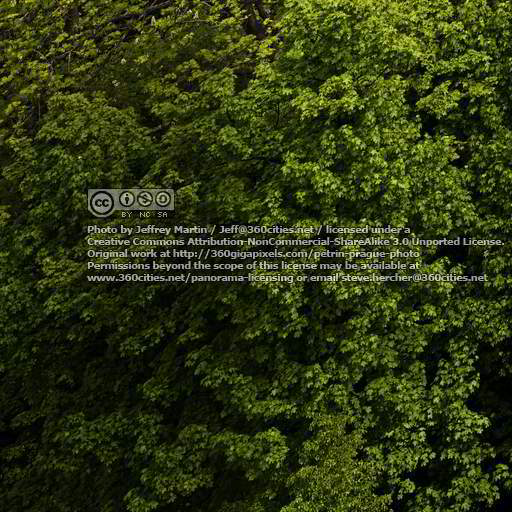 cc
BY NC SA
Photo by Jeffrey Martin / Jeff@360cities.net / licensed under a
Creative Commons Attribution-NonCommercial-ShareAlike 3.0 Unported License.
Original work at http://360gigapixels.com/petrin-prague-photo
Permissions beyond the scope of this license may be available at
www.360cities.net/panorama-licensing or email steve.hercher@360cities.net